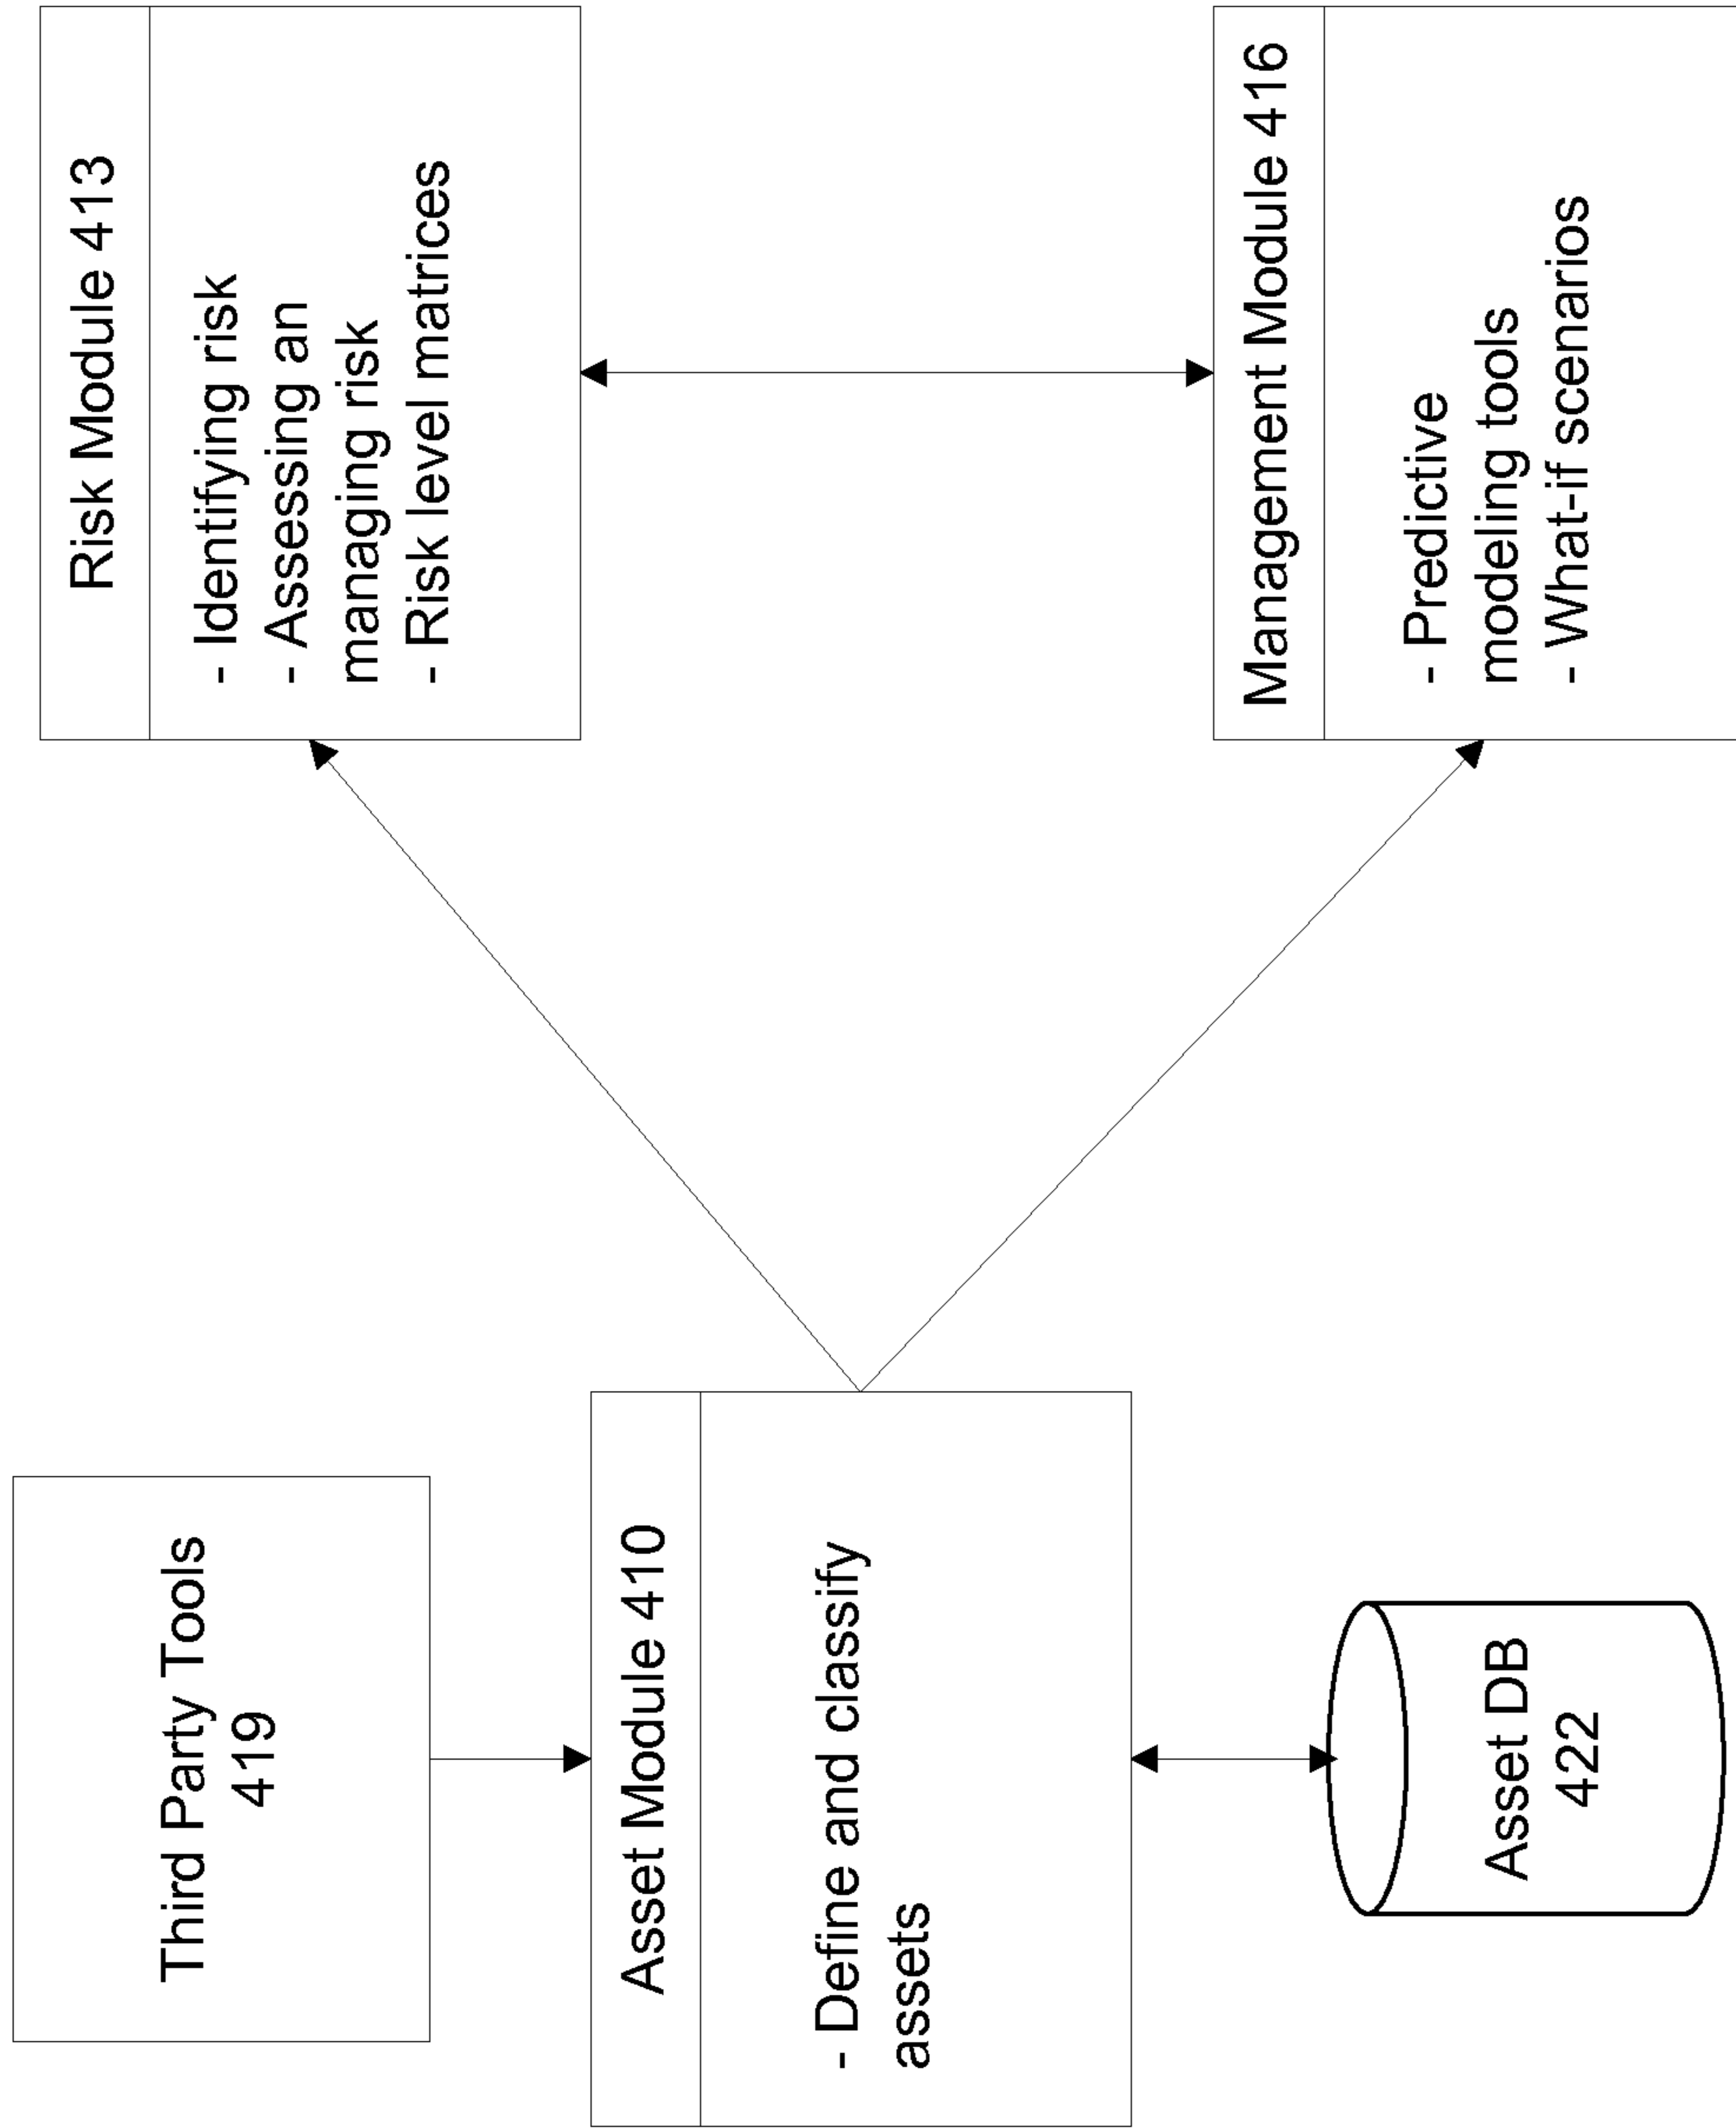 Third Party Tools
419
Asset Module 410
- Define and classify
assets
Asset DB
422
Risk Module 413
- Identifying risk
- Assessing an
managing risk
- Risk level matrices
Management Module 416
- Predictive
modeling tools
- What-if scenarios